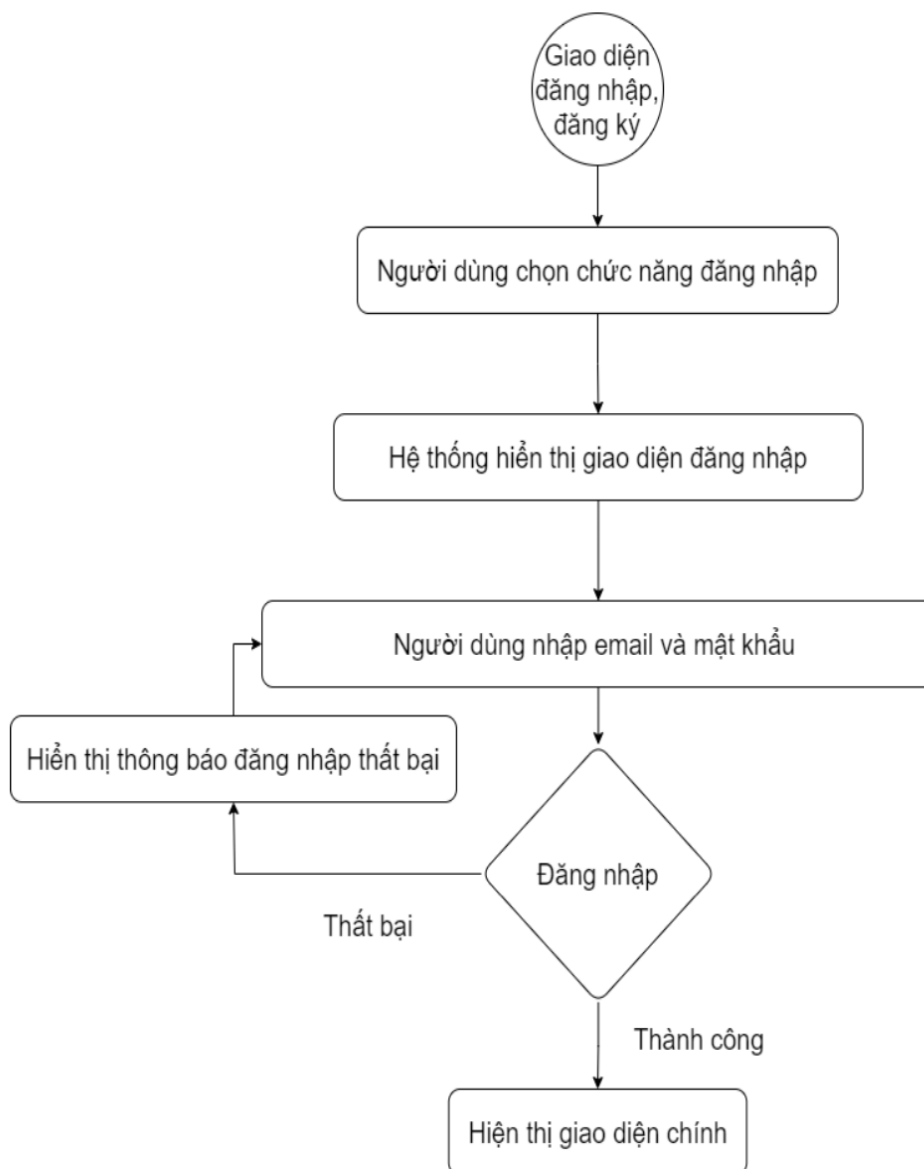 Giao diện
đăng nhập,
đăng ký
Người dùng chọn chức năng đăng nhập
Hệ thống hiển thị giao diện đăng nhập
Người dùng nhập email và mật khẩu
Hiển thị thông báo đăng nhập thất bại
Đăng nhập
Thất bại
Thành công
Hiện thị giao diện chính